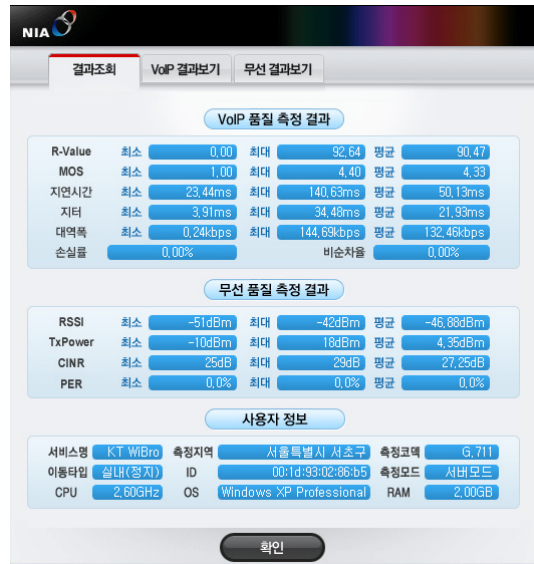 NIA
결과조회 VoIP 결과보기 무선 결과보기
VoIP 품질 측정 결과
R-Value 최소 0,00 최대 92,64 평균 90,47
MOS 최소 1,00 최대 4,40 평균 4,33
지연시간 최소 23,44ms 최대 140,63ms 평균 50,13ms
지터 최소 3,91ms 최대 34,48ms 평균 21,93ms
대역폭 최소 0,24kbps 최대 144,69kbps 평균 132,46kbps
손실률 0,00% 비순차율 0,00%
무선 품질 측정 결과
RSSI 최소 -51dBm 최대 -42dBm 평균 -46,88dBm
TxPower 최소 -10dBm 최대 18dBm 평균 4,35dBm
CINR 최소 25dB 최대 29dB 평균 27,25dB
PER 최소 0,0% 최대 0,0% 평균 0,0%
사용자 정보
서비스명 KT WiBro 측정지역 서울특별시 서초구 측정코덱 G,711
이동타입 실내(정지) ID 00:1d:93:02:86:b5 측정모드 서버모드
CPU 2,60GHz OS Windows XP Professional RAM 2,00GB
확인